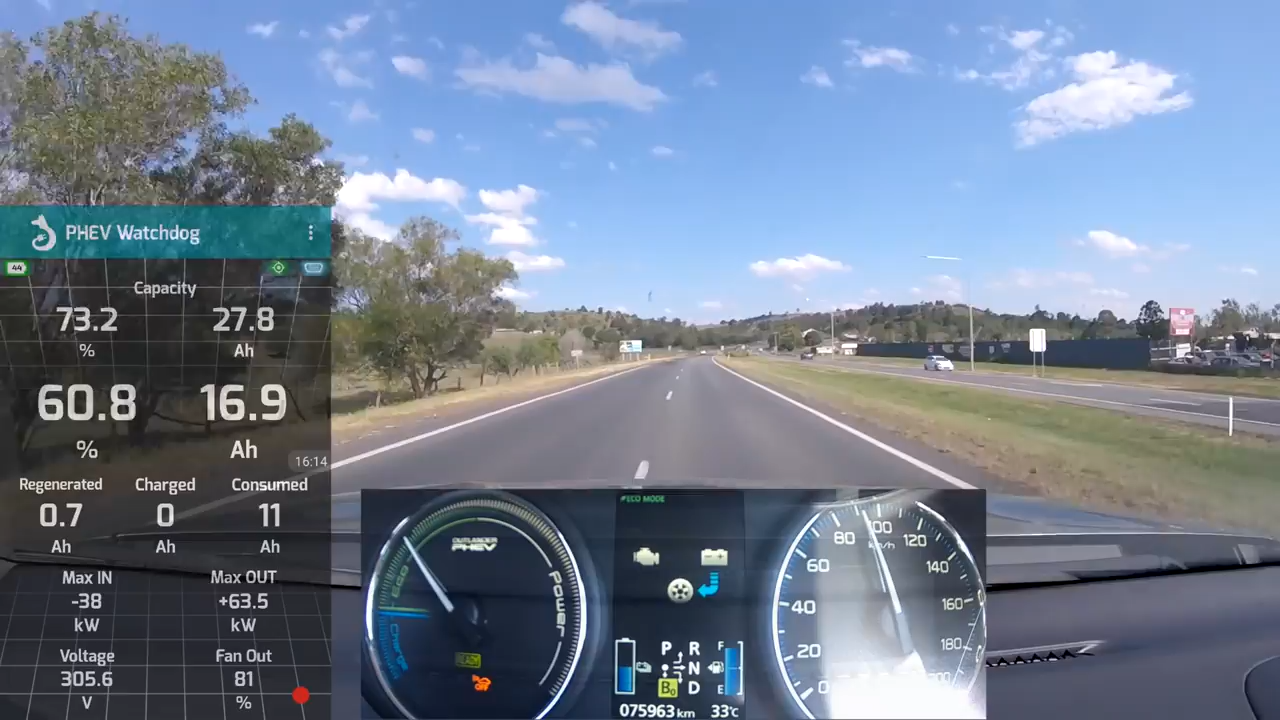 PHEV Watchdog
44
Capacity
73.2 27.8
% Ah
60.8 16.9
% Ah
16:14
Regenerated Charged Consumed
0.7 0 11
Ah Ah Ah
Max IN Max OUT
-38 +63.5
kW kW
Voltage Fan Out
305.6 81
V %
ECO MODE
OUTLANDER
PHEV
Eco
Power
Charge
READY
P R
N
B0 D
F
E
075963 km 33°C
0 20 40 60 80 100 120 140 160 180 200
km/h